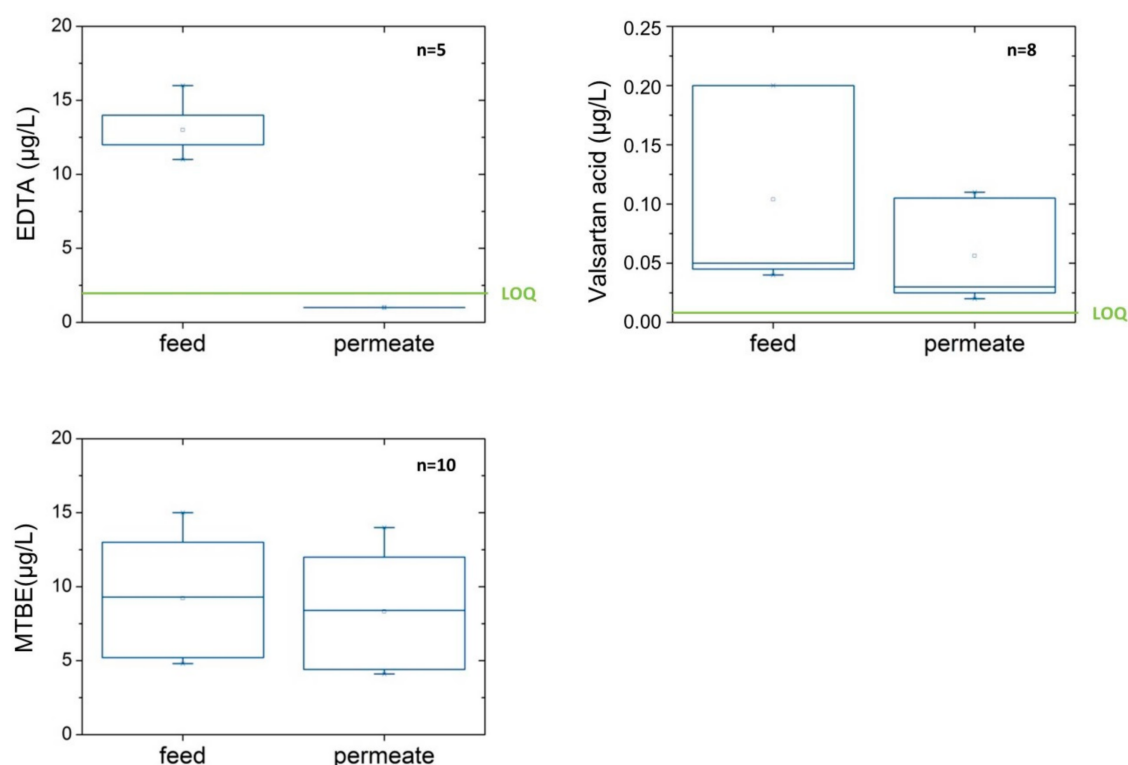 EDTA (µg/L)
20
15
10
5
0
n=5
LOQ
feed permeate
Valsartan acid (µg/L)
0.25
0.20
0.15
0.10
0.05
0.00
n=8
LOQ
feed permeate
MTBE(µg/L)
20
15
10
5
0
n=10
feed permeate